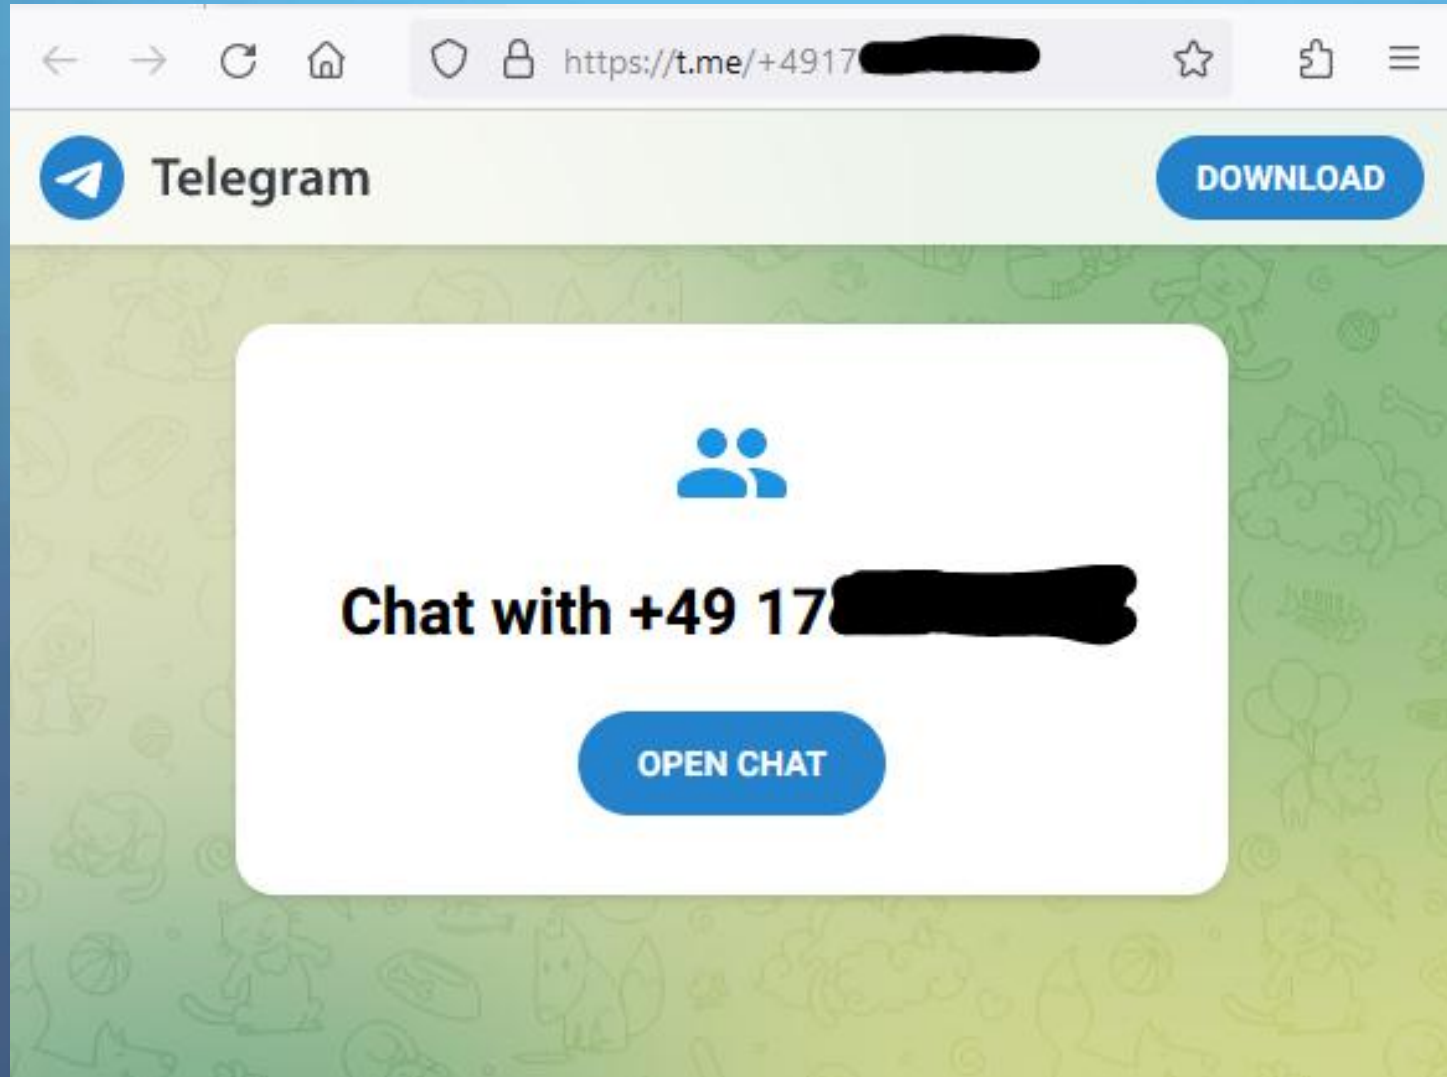 https://t.me/+4917
Telegram
DOWNLOAD
Chat with +49 17
OPEN CHAT